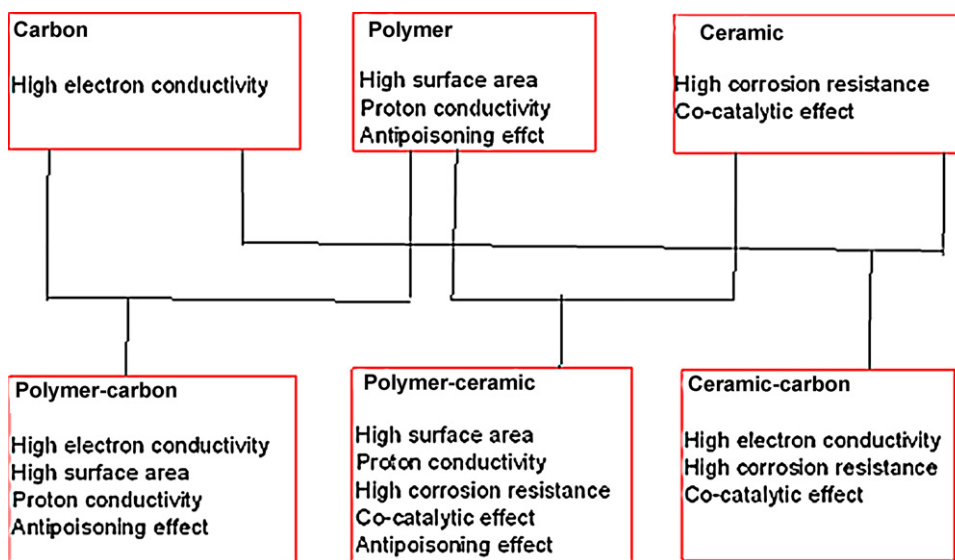 Carbon
High electron conductivity
Polymer
High surface area
Proton conductivity
Antipoisoning effct
Ceramic
High corrosion resistance
Co-catalytic effect
Polymer-carbon
High electron conductivity
High surface area
Proton conductivity
Antipoisoning effect
Polymer-ceramic
High surface area
Proton conductivity
High corrosion resistance
Co-catalytic effect
Antipoisoning effect
Ceramic-carbon
High electron conductivity
High corrosion resistance
Co-catalytic effect